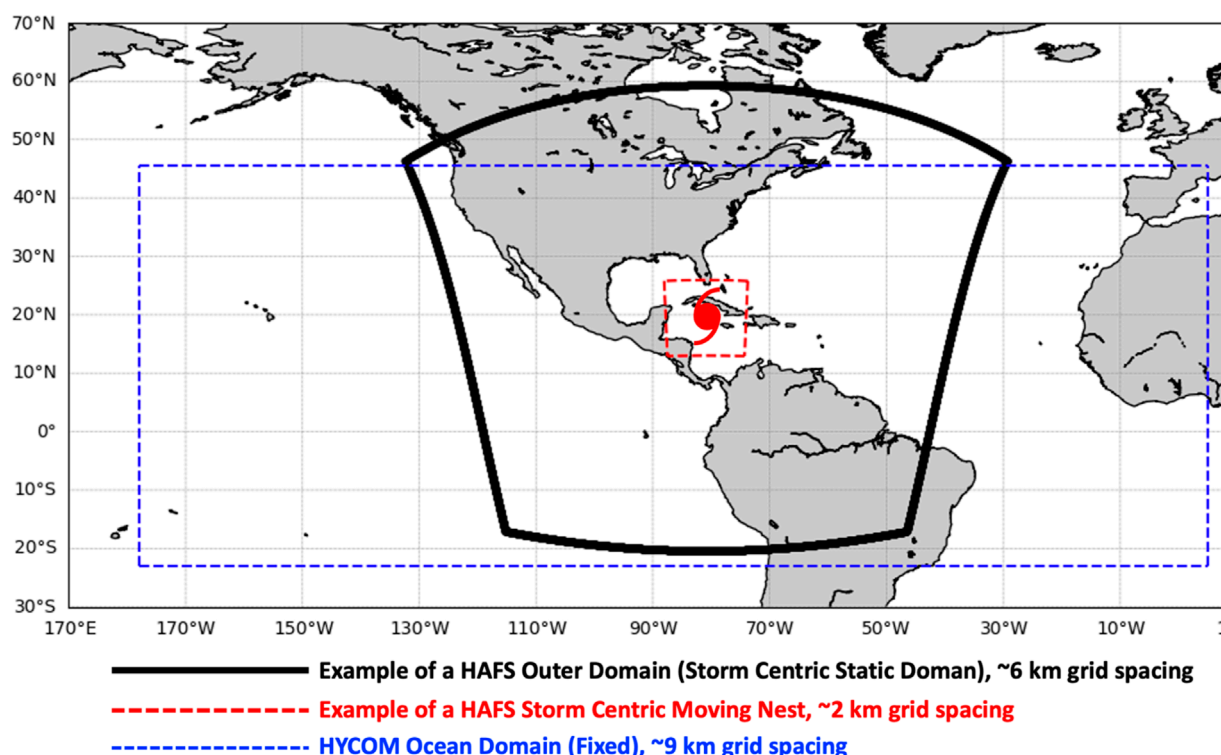 70°N
60°N
50°N
40°N
30°N
20°N
10°N
0°
10°S
20°S
30°S
170°E 170°W 150°W 130°W 110°W 90°W 70°W 50°W 30°W 10°W 1
Example of a HAFS Outer Domain (Storm Centric Static Doman), ~6 km grid spacing
Example of a HAFS Storm Centric Moving Nest, ~2 km grid spacing
HYCOM Ocean Domain (Fixed), ~9 km grid spacing